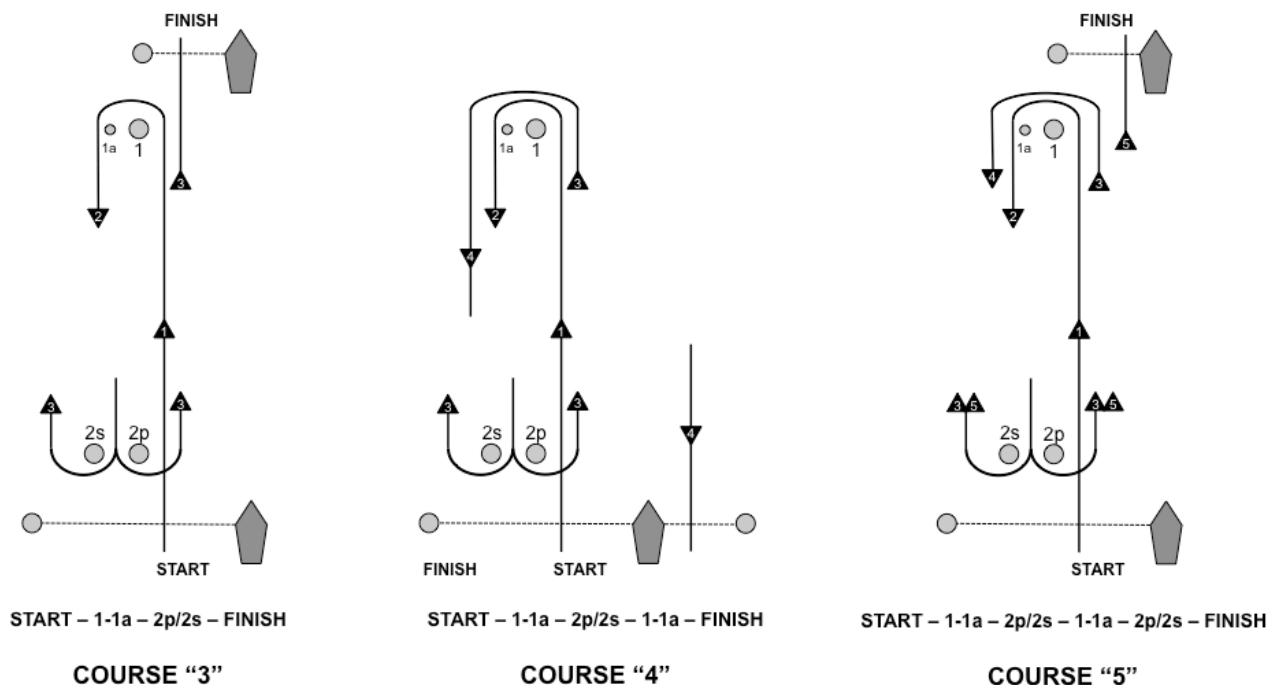 FINISH
1a 1
3
2
1
3 3
2s 2p
START
START – 1-1a – 2p/2s – FINISH
COURSE “3”
1a 1
3
2
4
1
4
3 3
2s 2p
FINISH START
START – 1-1a – 2p/2s – 1-1a – FINISH
COURSE “4”
FINISH
5
1a 1
4 3
2
1
3 5 3 5
2s 2p
START
START – 1-1a – 2p/2s – 1-1a – 2p/2s – FINISH
COURSE “5”